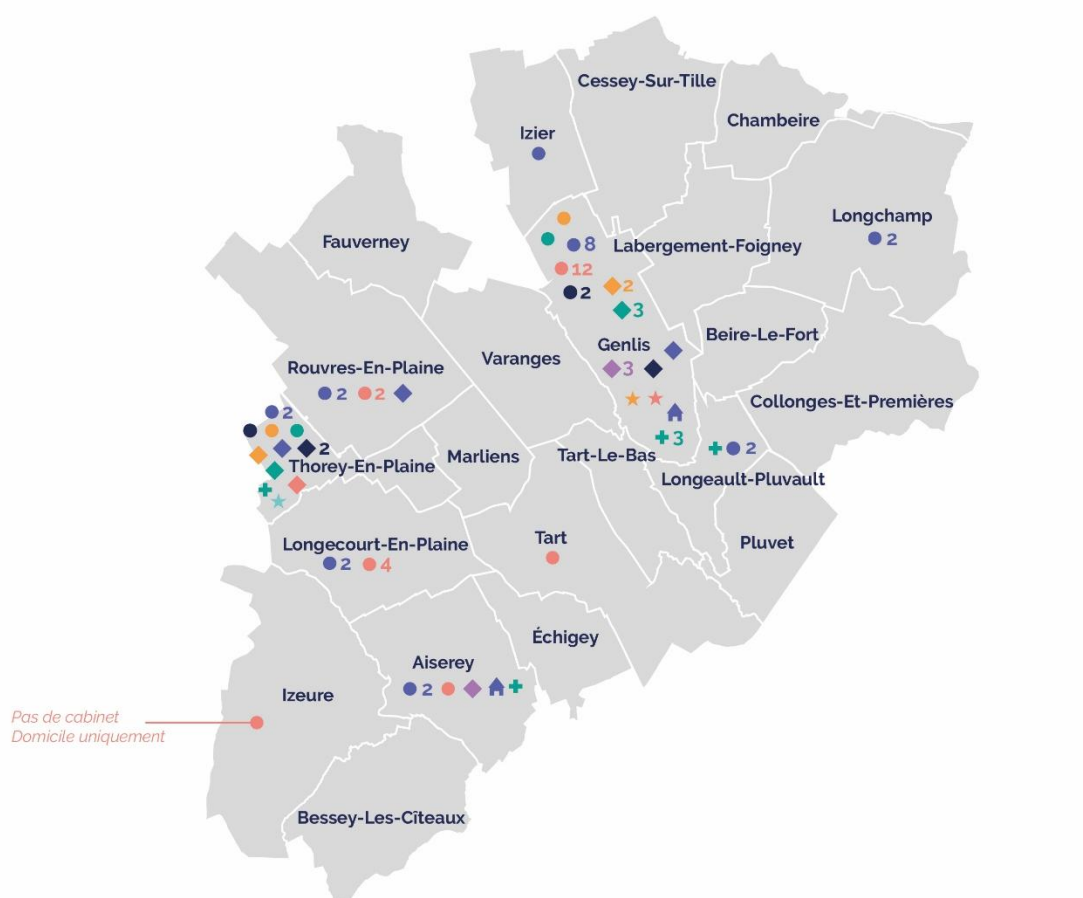 Cessey-Sur-Tille
Chambeire
Izier
Longchamp
2
Fauverney
8
Labergement-Foigney
12
2
2
3
Beire-Le-Fort
Genlis
3
Varanges
Rouvres-En-Plaine
2
2
Collonges-Et-Premières
2
2
3
2
Thorey-En-Plaine
Marliens
Tart-Le-Bas
Longeault-Pluvault
Longecourt-En-Plaine
2
4
Tart
Pluvet
Échigey
Aiserey
2
Izeure
Pas de cabinet
Domicile uniquement
Bessey-Les-Cîteaux